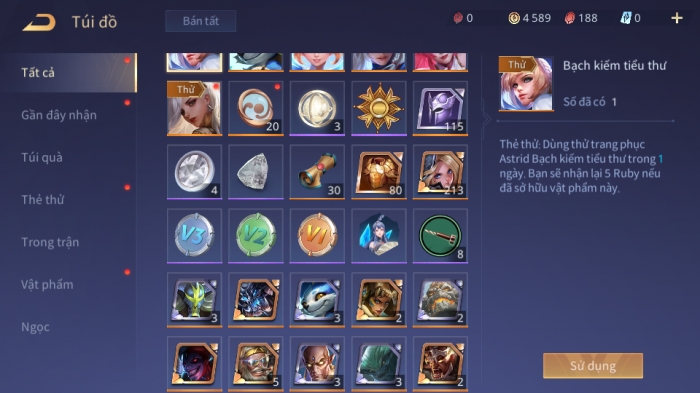 Túi đồ
Bán tất
0
4 589
188
0
+
Tất cả
Gần đây nhận
Túi quà
Thẻ thử
Trong trận
Vật phẩm
Ngọc
Thử
20
3
115
4
30
80
213
V3
V2
V1
8
3
3
2
2
5
3
3
2
Thử
Bạch kiếm tiểu thư
Số đã có 1
Thẻ thử: Dùng thử trang phục
Astrid Bạch kiếm tiểu thư trong 1
ngày. Bạn sẽ nhận lại 5 Ruby nếu
đã sở hữu vật phẩm này.
Sử dụng